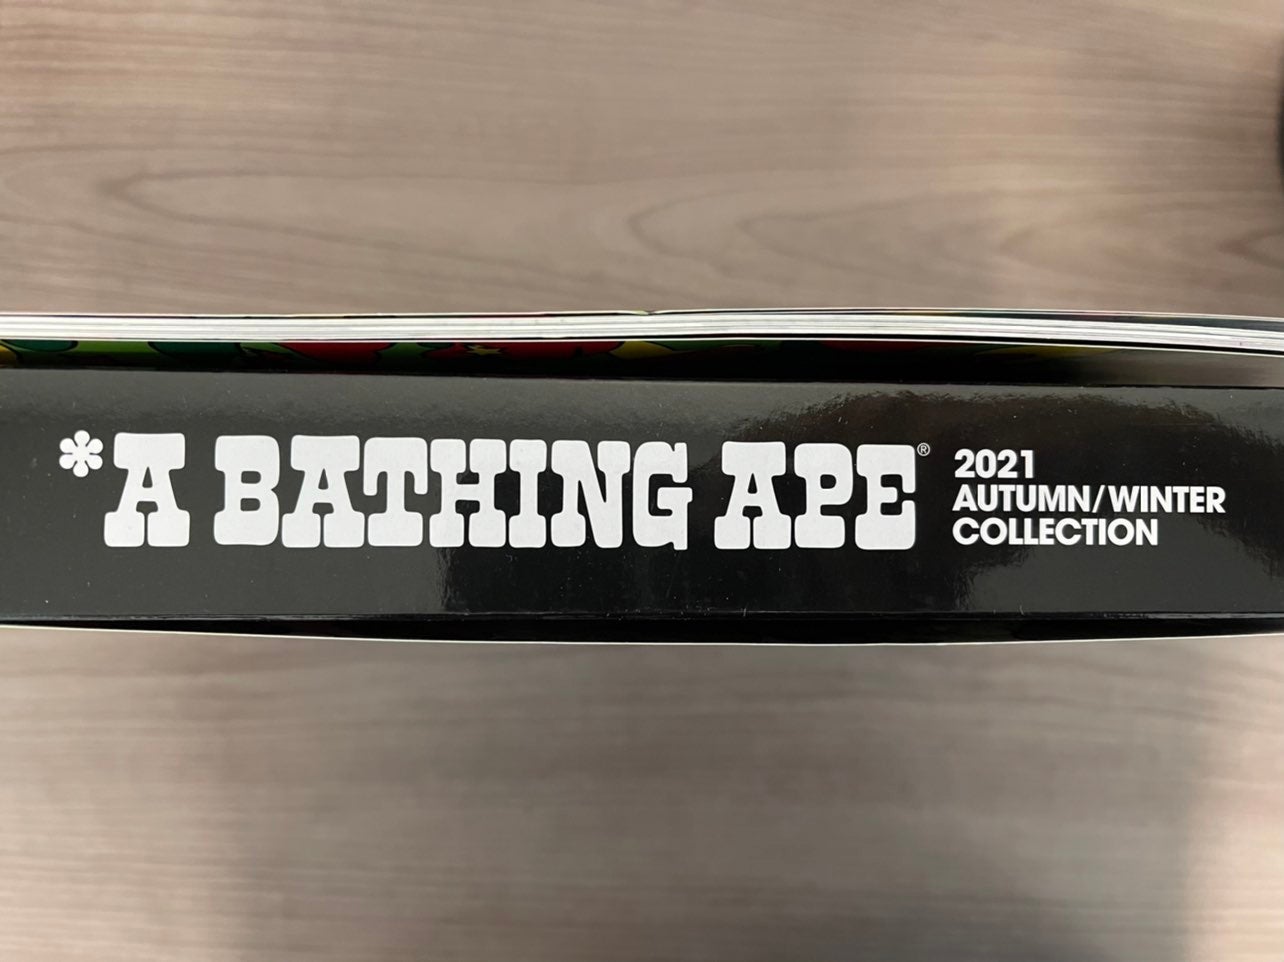 *A BATHING APE®
2021
AUTUMN/WINTER
COLLECTION